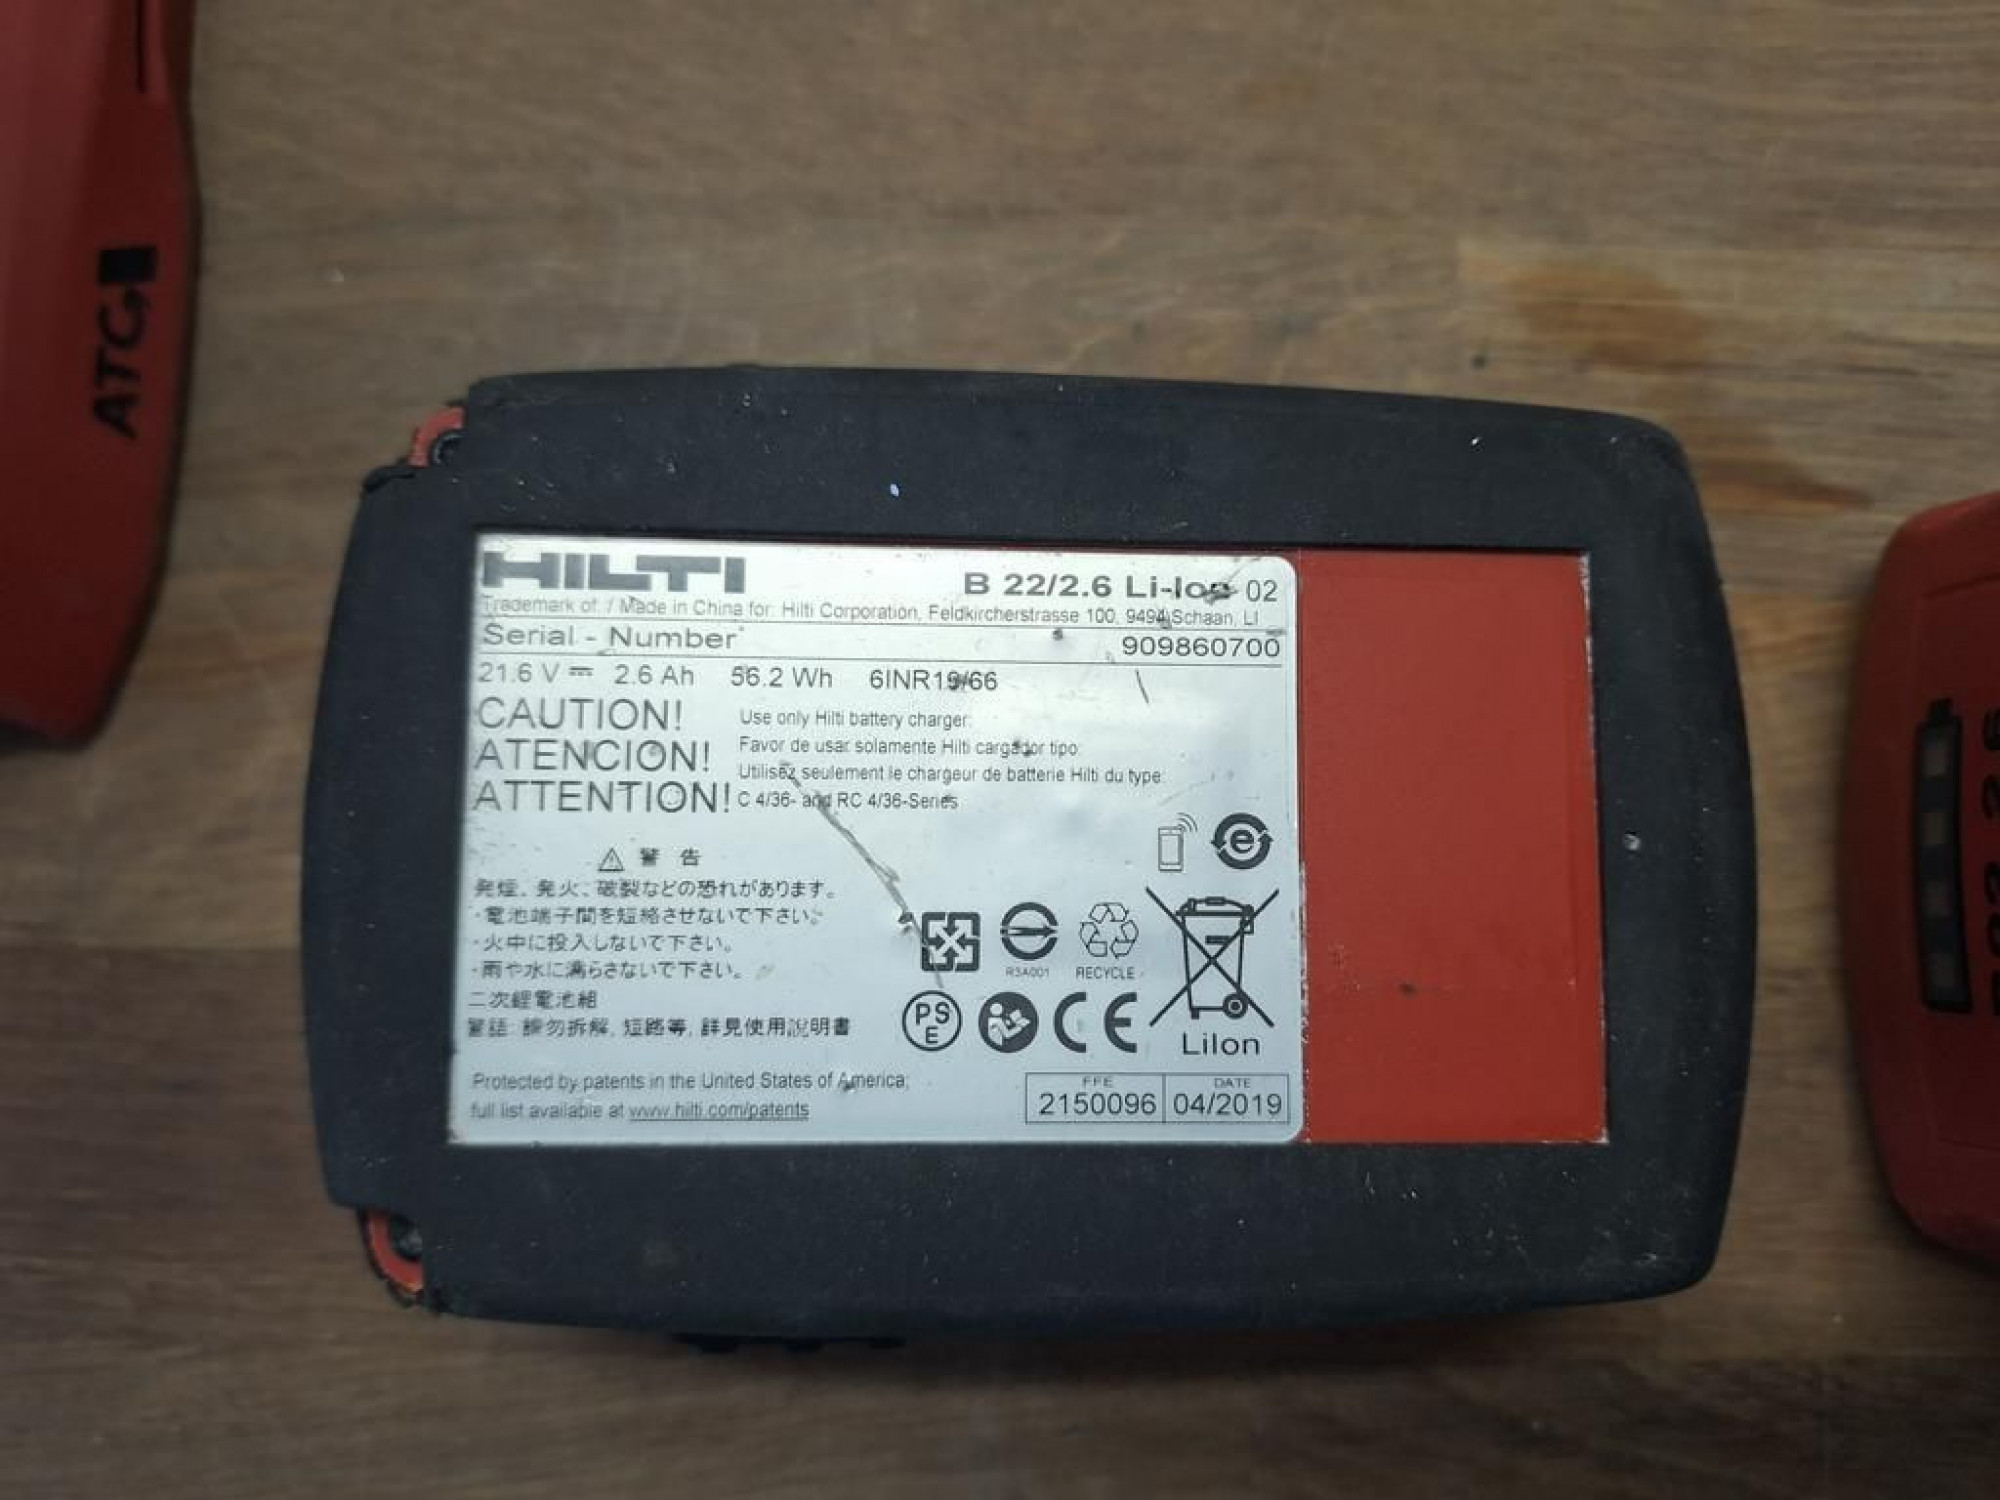 HILTI
B 22/2.6 Li-Ion 02
Trademark of / Made in China for: Hilti Corporation, Feldkircherstrasse 100, 9494 Schaan, LI
Serial - Number
909860700
21.6 V 2.6 Ah 56.2 Wh 6INR19/66
CAUTION! Use only Hilti battery charger:
ATENCION! Favor de usar solamente Hilti cargador tipo:
Utilisez seulement le chargeur de batterie Hilti du type:
ATTENTION! C 4/36- and RC 4/36-Series
警 告
発煙、発火、破裂などの恐れがあります。
・電池端子間を短絡させないで下さい。
・火中に投入しないで下さい。
・雨や水に濡らさないで下さい。
二次鋰電池組
警語: 請勿拆解, 短路等, 詳見使用說明書
e
R3A001
RECYCLE
PS
E
CE
LiIon
Protected by patents in the United States of America;
full list available at www.hilti.com/patents
FFE DATE
2150096 04/2019
ATG